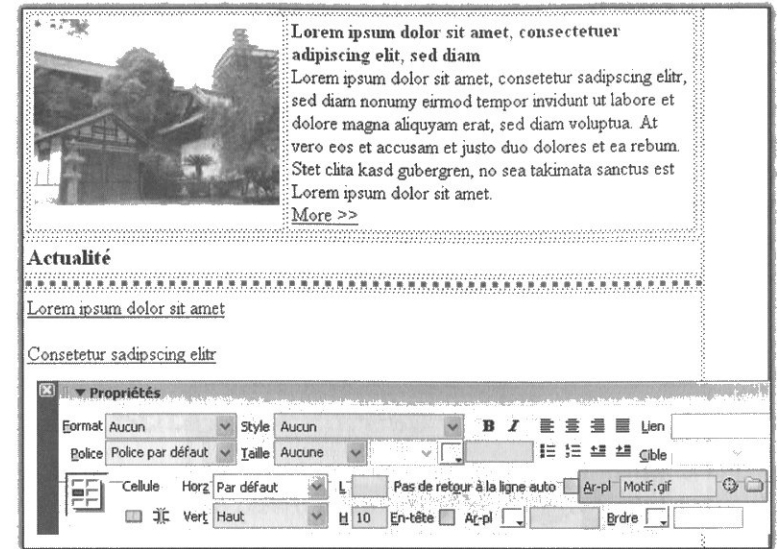 Lorem ipsum dolor sit amet, consectetuer
adipiscing elit, sed diam
Lorem ipsum dolor sit amet, consetetur sadipscing elitr,
sed diam nonumy eirmod tempor invidunt ut labore et
dolore magna aliquyam erat, sed diam voluptua. At
vero eos et accusam et justo duo dolores et ea rebum.
Stet clita kasd gubergren, no sea takimata sanctus est
Lorem ipsum dolor sit amet.
More >>
Actualité
Lorem ipsum dolor sit amet
Consetetur sadipscing elitr
Propriétés
Format Aucun Style Aucun B I Lien
Police Police par défaut Taille Aucune Cible
Cellule Horz Par défaut L Pas de retour à la ligne auto Ar-pl Motif.gif
Vert Haut H 10 En-tête Ar-pl Brdre